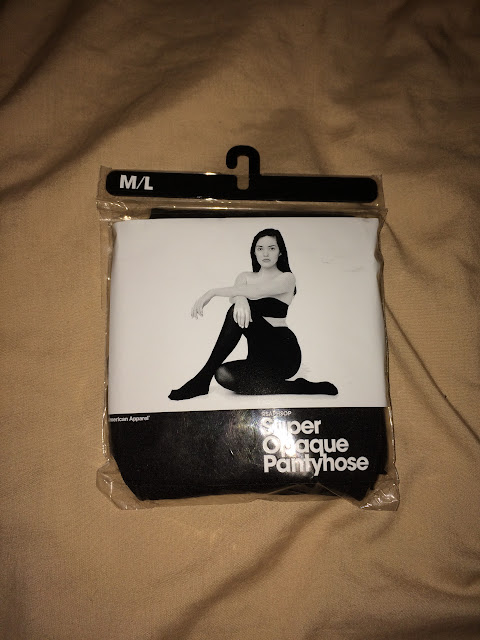 M/L
merican Apparel®
Super
Opaque
Pantyhose